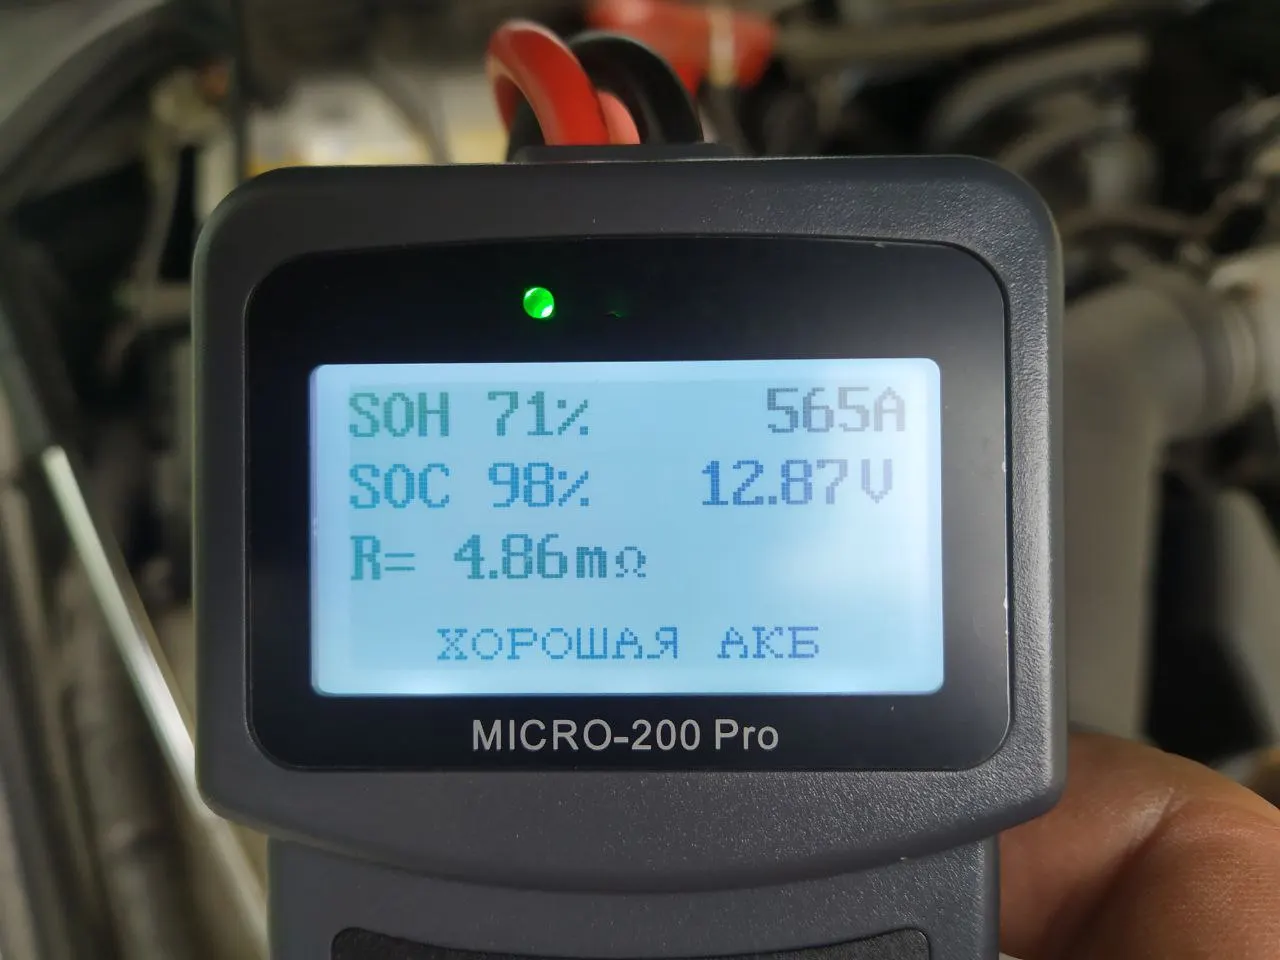 SOH 71% 565A
SOC 98% 12.87V
R= 4.86mΩ
ХОРОШАЯ АКБ
MICRO-200 Pro